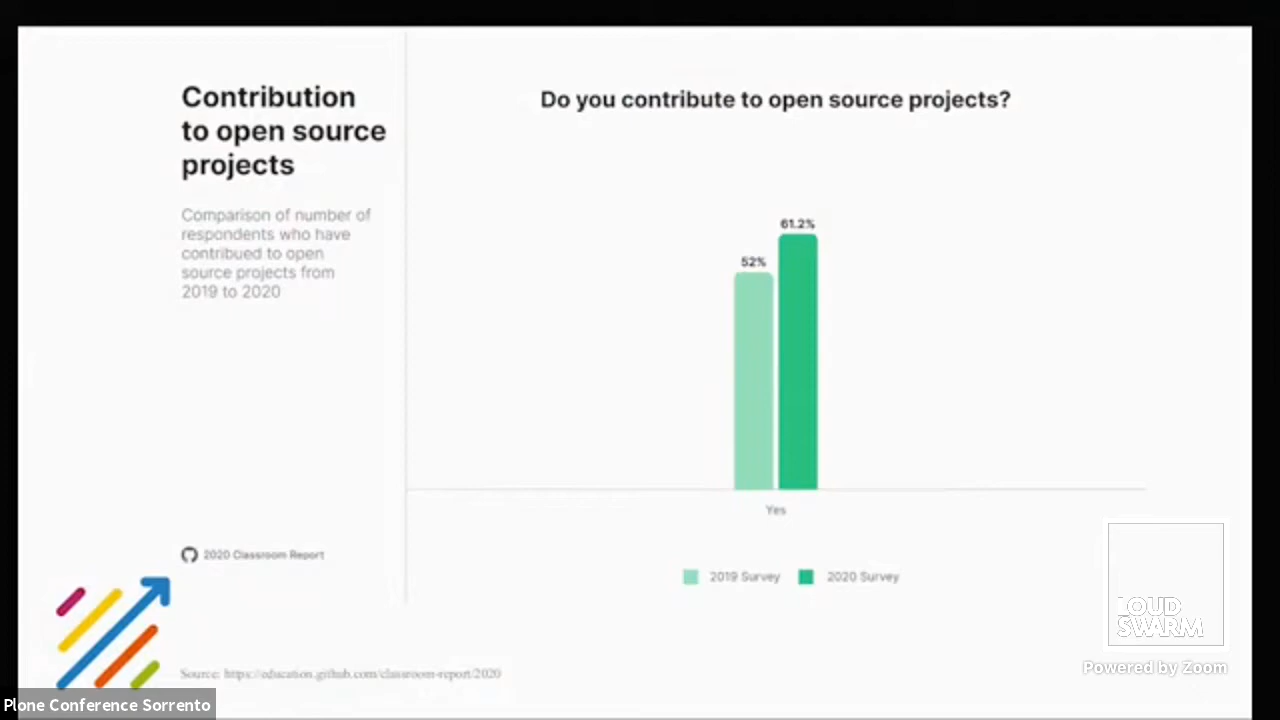 Contribution
to open source
projects
Comparison of number of
respondents who have
contribued to open
source projects from
2019 to 2020
2020 Classroom Report
Do you contribute to open source projects?
61.2%
52%
Yes
2019 Survey
2020 Survey
LOUD
SWARM
Powered by Zoom
Source: https://education.github.com/classroom-report/2020
Plone Conference Sorrento